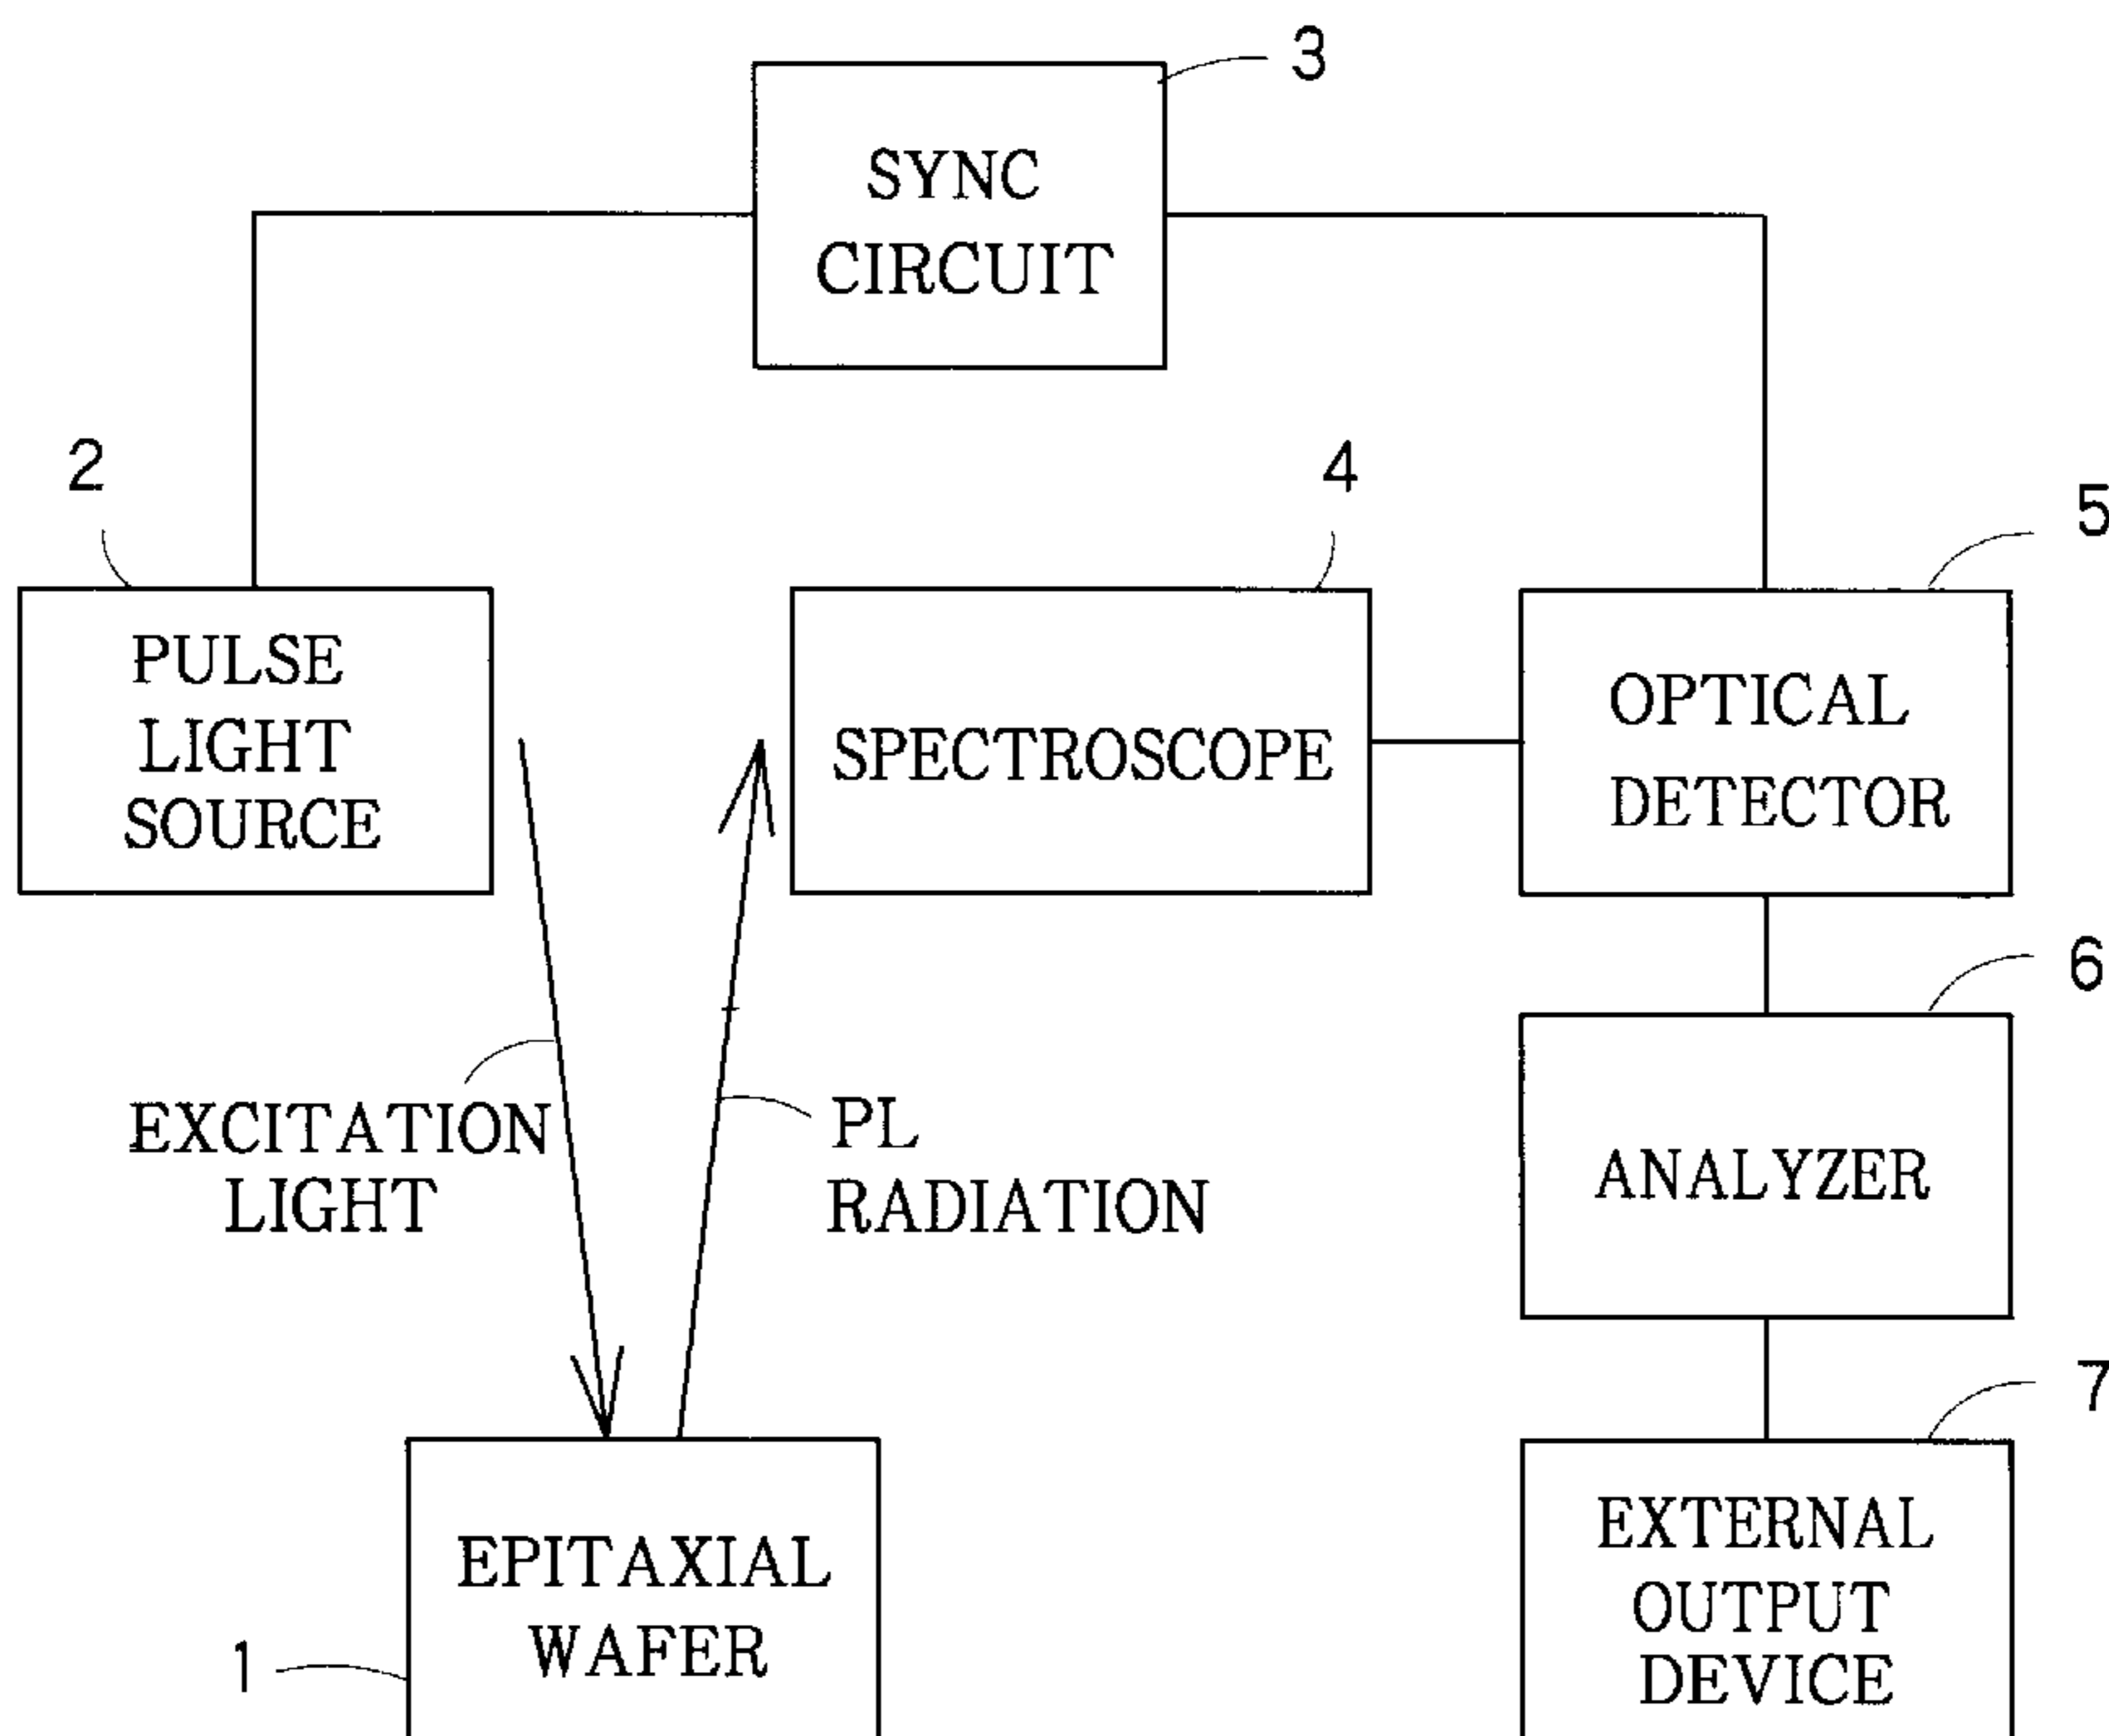 3
SYNC
CIRCUIT
2
4
5
PULSE
LIGHT
SOURCE
SPECTROSCOPE
OPTICAL
DETECTOR
6
EXCITATION
LIGHT
PL
RADIATION
ANALYZER
7
EPITAXIAL
WAFER
1
EXTERNAL
OUTPUT
DEVICE